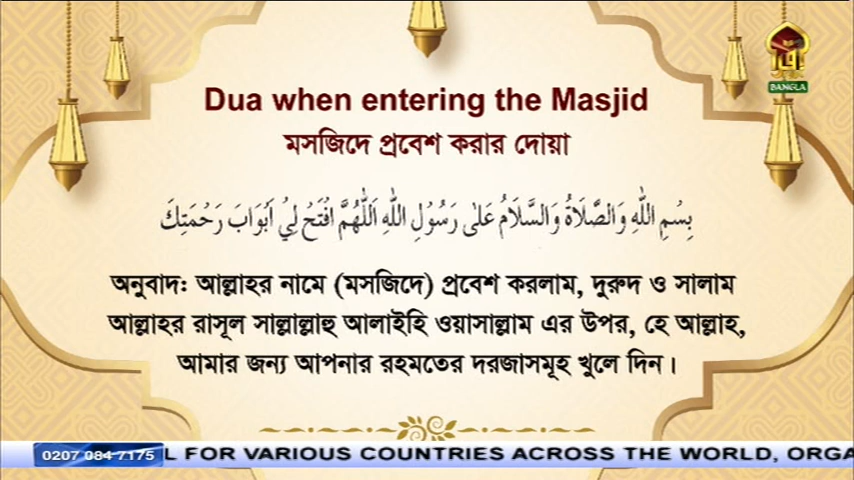 Dua when entering the Masjid
মসজিদে প্রবেশ করার দোয়া
بِسْمِ اللّٰهِ وَالصَّلَاةُ وَالسَّلَامُ عَلٰى رَسُوْلِ اللّٰهِ اَللّٰهُمَّ افْتَحْ لِيْ اَبْوَابَ رَحْمَتِكَ
অনুবাদ: আল্লাহর নামে (মসজিদে) প্রবেশ করলাম, দুরুদ ও সালাম
আল্লাহর রাসূল সাল্লাল্লাহু আলাইহি ওয়াসাল্লাম এর উপর, হে আল্লাহ,
আমার জন্য আপনার রহমতের দরজাসমূহ খুলে দিন।
BANGLA
0207 084 7175 L FOR VARIOUS COUNTRIES ACROSS THE WORLD, ORGA